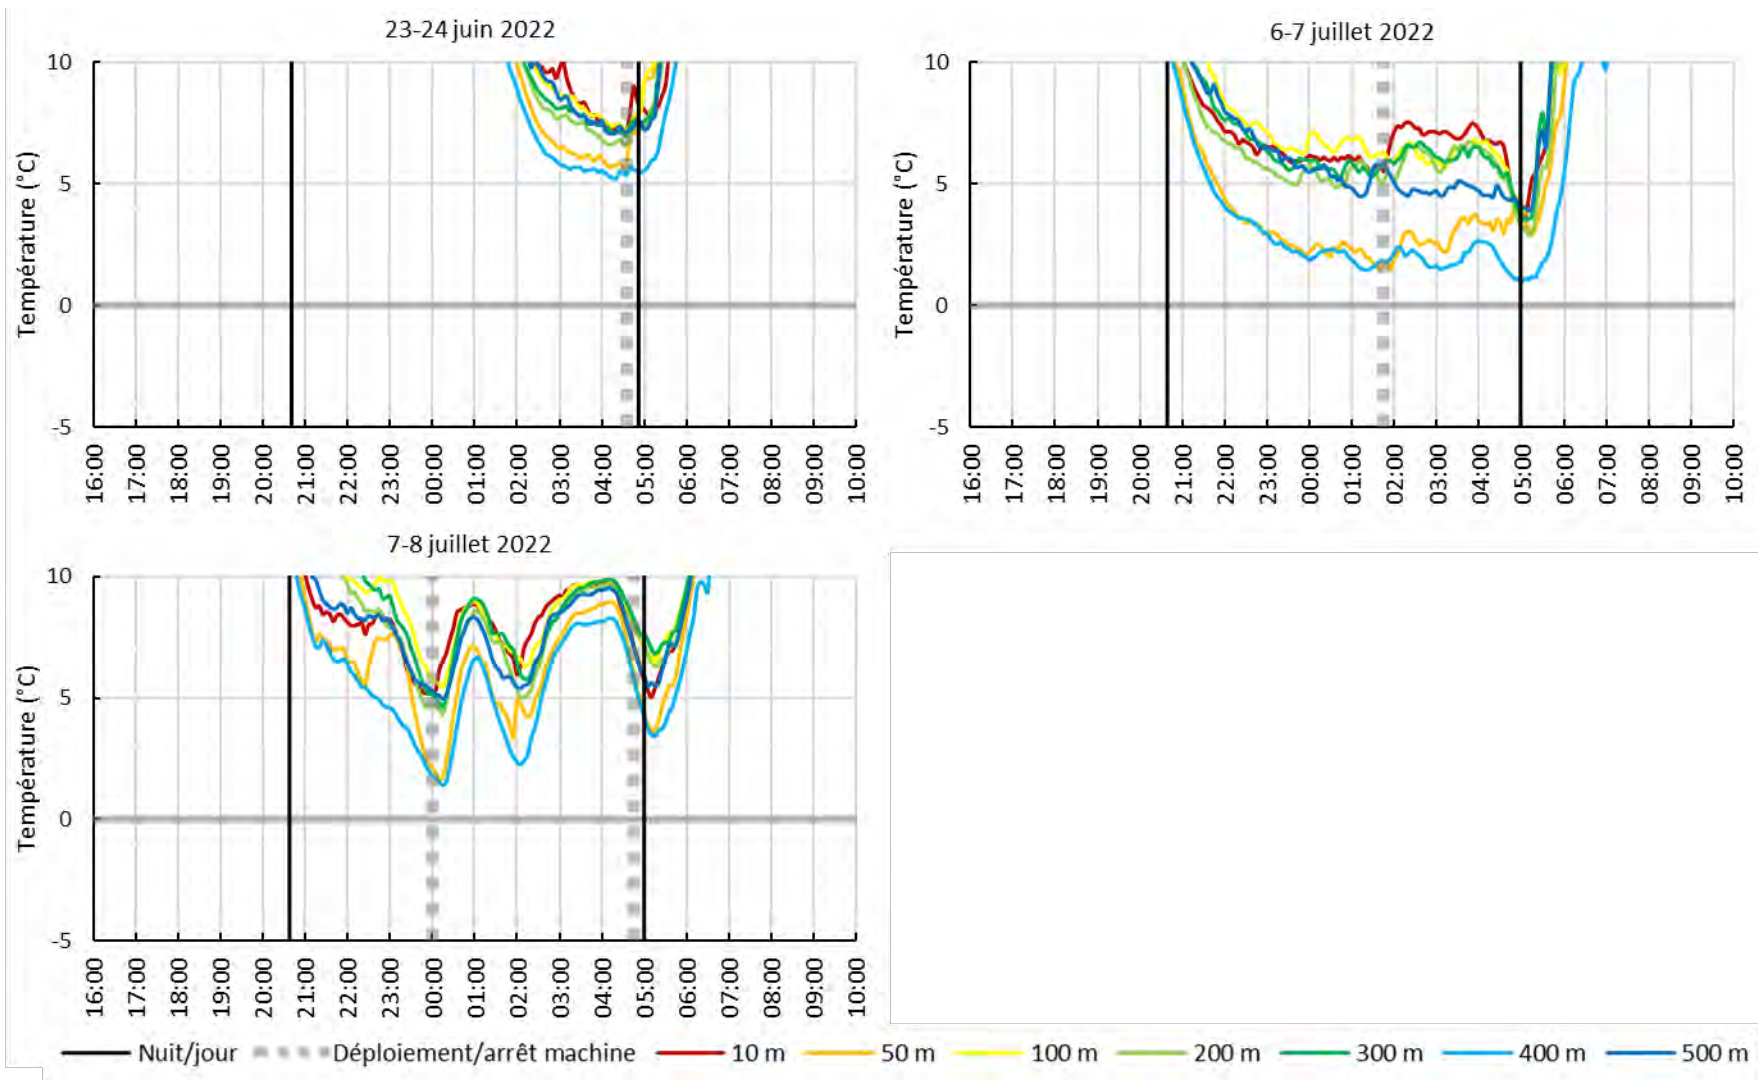 23-24 juin 2022
Température (°C)
10
5
0
-5
16:00 17:00 18:00 19:00 20:00 21:00 22:00 23:00 00:00 01:00 02:00 03:00 04:00 05:00 06:00 07:00 08:00 09:00 10:00
6-7 juillet 2022
Température (°C)
10
5
0
-5
16:00 17:00 18:00 19:00 20:00 21:00 22:00 23:00 00:00 01:00 02:00 03:00 04:00 05:00 06:00 07:00 08:00 09:00 10:00
7-8 juillet 2022
Température (°C)
10
5
0
-5
16:00 17:00 18:00 19:00 20:00 21:00 22:00 23:00 00:00 01:00 02:00 03:00 04:00 05:00 06:00 07:00 08:00 09:00 10:00
Nuit/jour Déploiement/arrêt machine 10 m 50 m 100 m 200 m 300 m 400 m 500 m